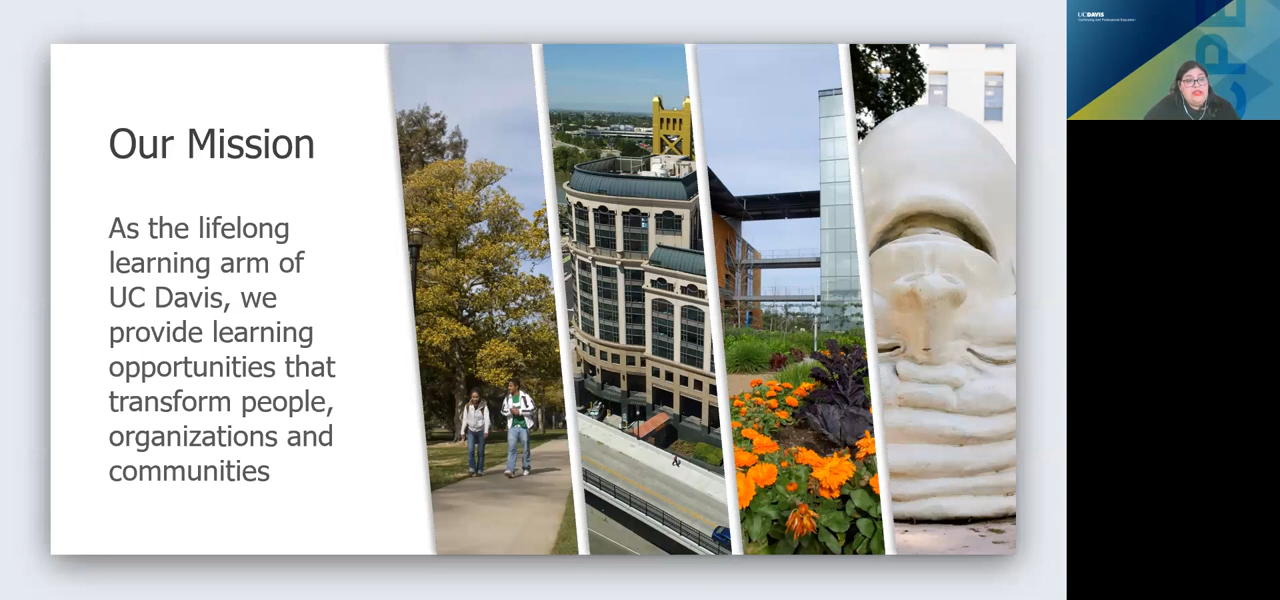 Our Mission
As the lifelong
learning arm of
UC Davis, we
provide learning
opportunities that
transform people,
organizations and
communities
UCDAVIS
Continuing and Professional Education
CPE